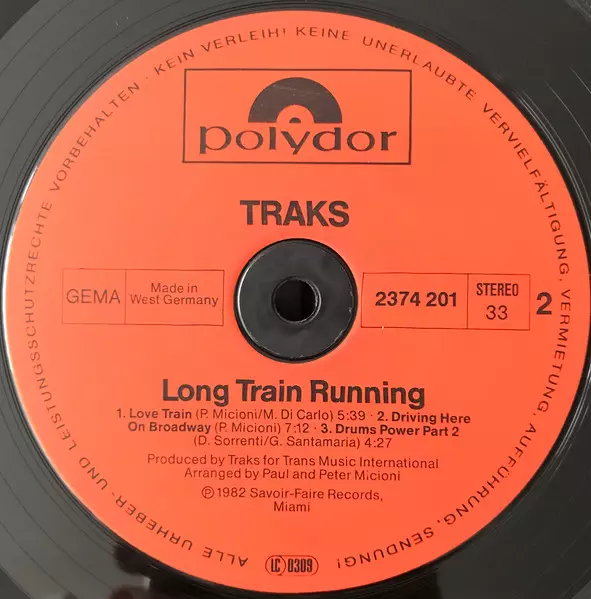 ALLE URHEBER- UND LEISTUNGSSCHUTZRECHTE VORBEHALTEN · KEIN VERLEIH! KEINE UNERLAUBTE VERVIELFÄLTIGUNG, VERMIETUNG, AUFFÜHRUNG, SENDUNG!
polydor
TRAKS
GEMA
Made in
West Germany
2374 201
STEREO
33
2
Long Train Running
1. Love Train (P. Micioni/M. Di Carlo) 5:39 · 2. Driving Here
On Broadway (P. Micioni) 7:12 · 3. Drums Power Part 2
(D. Sorrenti/G. Santamaria) 4:27
Produced by Traks for Trans Music International
Arranged by Paul and Peter Micioni
℗ 1982 Savoir-Faire Records,
Miami
LC 0309